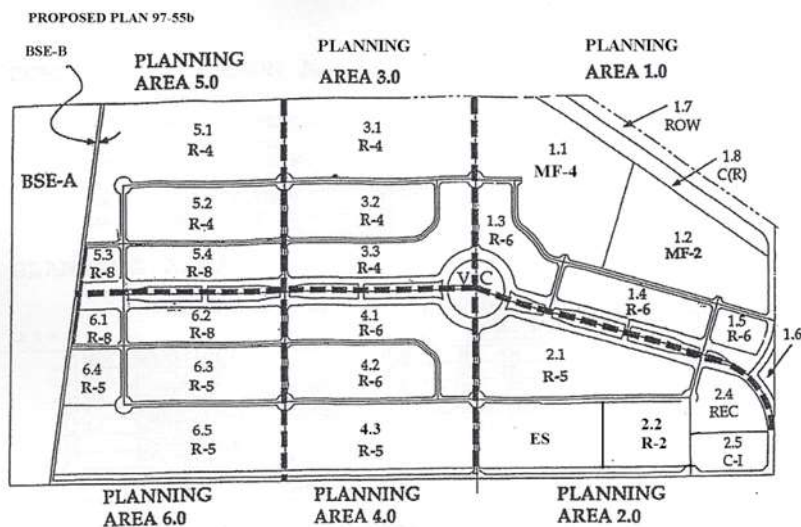 PROPOSED PLAN 97-55b
BSE-B
PLANNING
AREA 5.0
PLANNING
AREA 3.0
PLANNING
AREA 1.0
BSE-A
5.1
R-4
3.1
R-4
1.1
MF-4
1.7
ROW
1.8
C(R)
5.2
R-4
3.2
R-4
1.3
R-6
1.2
MF-2
5.3
R-8
5.4
R-8
3.3
R-4
V C
1.4
R-6
1.5
R-6
1.6
6.1
R-8
6.2
R-8
4.1
R-6
2.1
R-5
6.4
R-5
6.3
R-5
4.2
R-6
2.4
REC
6.5
R-5
4.3
R-5
ES
2.2
R-2
2.5
C-I
PLANNING
AREA 6.0
PLANNING
AREA 4.0
PLANNING
AREA 2.0